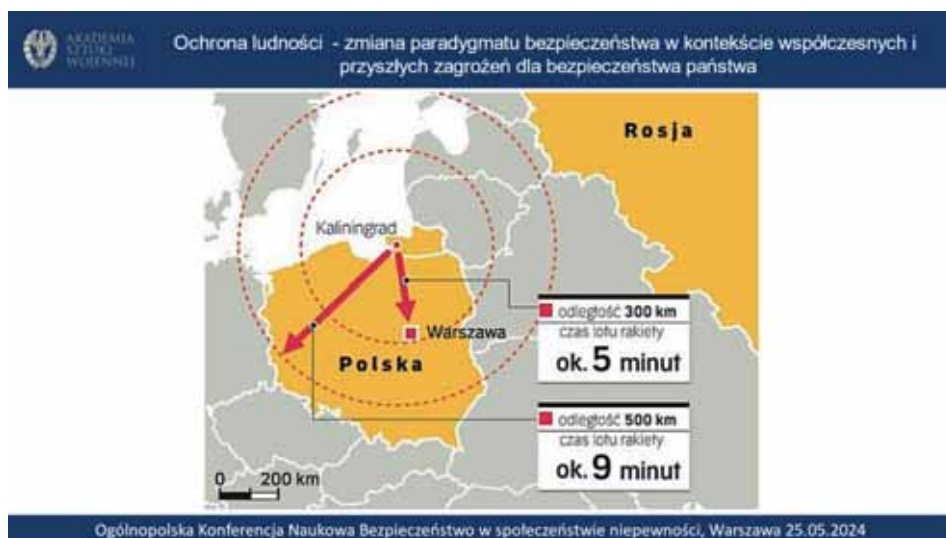 AKADEMIA
SZTUKI
WOJENNEJ
Ochrona ludności - zmiana paradygmatu bezpieczeństwa w kontekście współczesnych i
przyszłych zagrożeń dla bezpieczeństwa państwa
Rosja
Kaliningrad
Warszawa
Polska
odległość 300 km
czas lotu rakiety
ok. 5 minut
odległość 500 km
czas lotu rakiety
ok. 9 minut
0 200 km
Ogólnopolska Konferencja Naukowa Bezpieczeństwo w społeczeństwie niepewności, Warszawa 25.05.2024